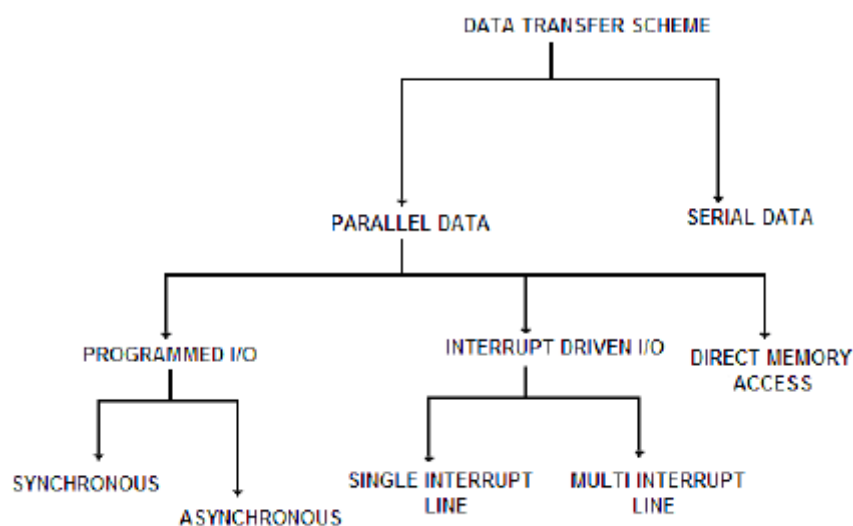 DATA TRANSFER SCHEME
PARALLEL DATA
SERIAL DATA
PROGRAMMED I/O
INTERRUPT DRIVEN I/O
DIRECT MEMORY
ACCESS
SYNCHRONOUS
ASYNCHRONOUS
SINGLE INTERRUPT
LINE
MULTI INTERRUPT
LINE